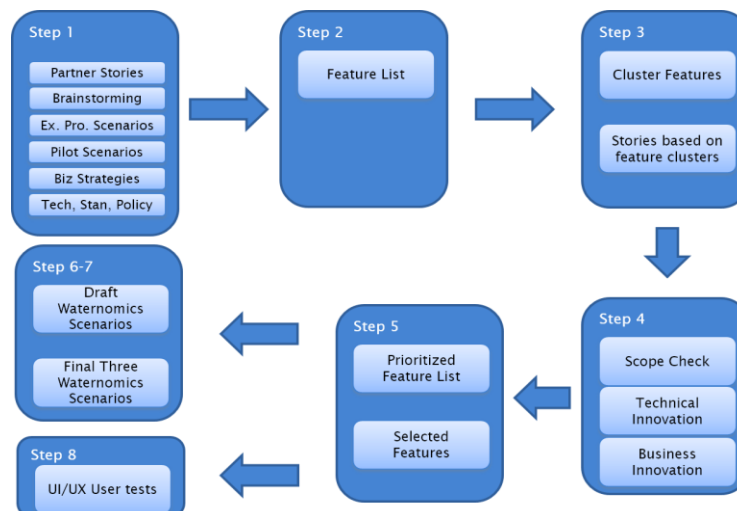 Step 1
Partner Stories
Brainstorming
Ex. Pro. Scenarios
Pilot Scenarios
Biz Strategies
Tech, Stan, Policy
Step 2
Feature List
Step 3
Cluster Features
Stories based on
feature clusters
Step 4
Scope Check
Technical
Innovation
Business
Innovation
Step 5
Prioritized
Feature List
Selected
Features
Step 6-7
Draft
Waternomics
Scenarios
Final Three
Waternomics
Scenarios
Step 8
UI/UX User tests